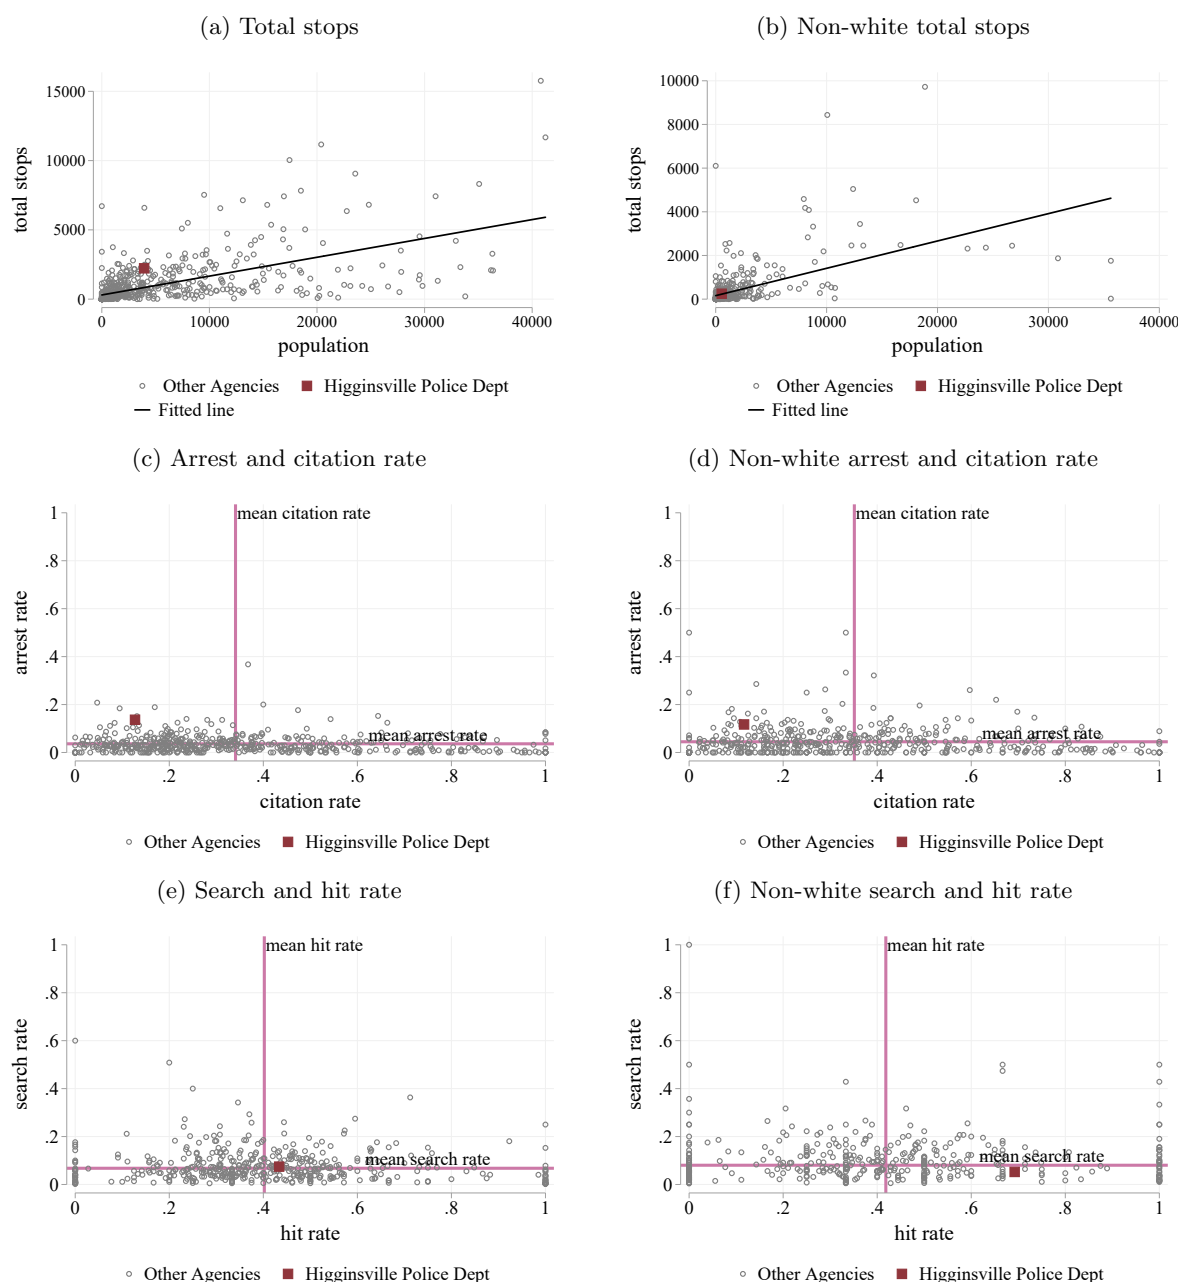 (a) Total stops
(b) Non-white total stops
total stops
15000
10000
5000
0
0
10000
20000
30000
40000
population
Other Agencies
Higginsville Police Dept
Fitted line
total stops
10000
8000
6000
4000
2000
0
0
10000
20000
30000
40000
population
Other Agencies
Higginsville Police Dept
Fitted line
(c) Arrest and citation rate
(d) Non-white arrest and citation rate
arrest rate
1
.8
.6
.4
.2
0
mean citation rate
mean arrest rate
0
.2
.4
.6
.8
1
citation rate
Other Agencies
Higginsville Police Dept
arrest rate
1
.8
.6
.4
.2
0
mean citation rate
mean arrest rate
0
.2
.4
.6
.8
1
citation rate
Other Agencies
Higginsville Police Dept
(e) Search and hit rate
(f) Non-white search and hit rate
search rate
1
.8
.6
.4
.2
0
mean hit rate
mean search rate
0
.2
.4
.6
.8
1
hit rate
Other Agencies
Higginsville Police Dept
search rate
1
.8
.6
.4
.2
0
mean hit rate
mean search rate
0
.2
.4
.6
.8
1
hit rate
Other Agencies
Higginsville Police Dept